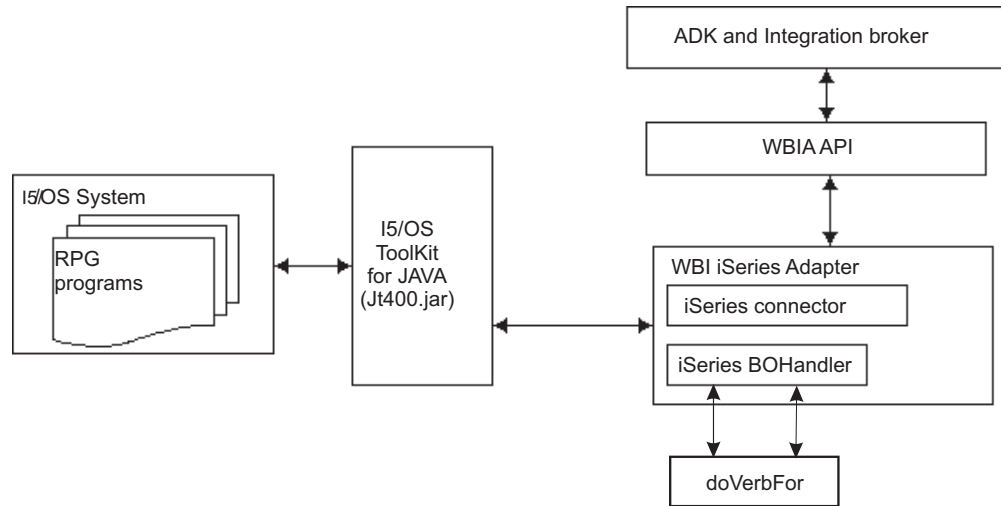 ADK and Integration broker
WBIA API
I5/OS System
RPG
programs
I5/OS
ToolKit
for JAVA
(Jt400.jar)
WBI iSeries Adapter
iSeries connector
iSeries BOHandler
doVerbFor